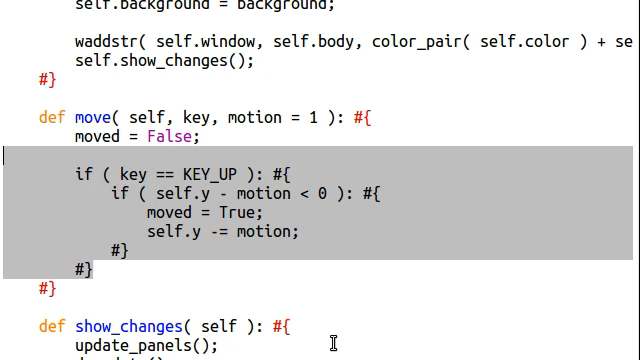 self.background = background;
waddstr( self.window, self.body, color_pair( self.color ) + se
self.show_changes();
#}
def move( self, key, motion = 1 ): #{
moved = False;
if ( key == KEY_UP ): #{
if ( self.y - motion < 0 ): #{
moved = True;
self.y -= motion;
#}
#}
#}
def show_changes( self ): #{
update_panels();